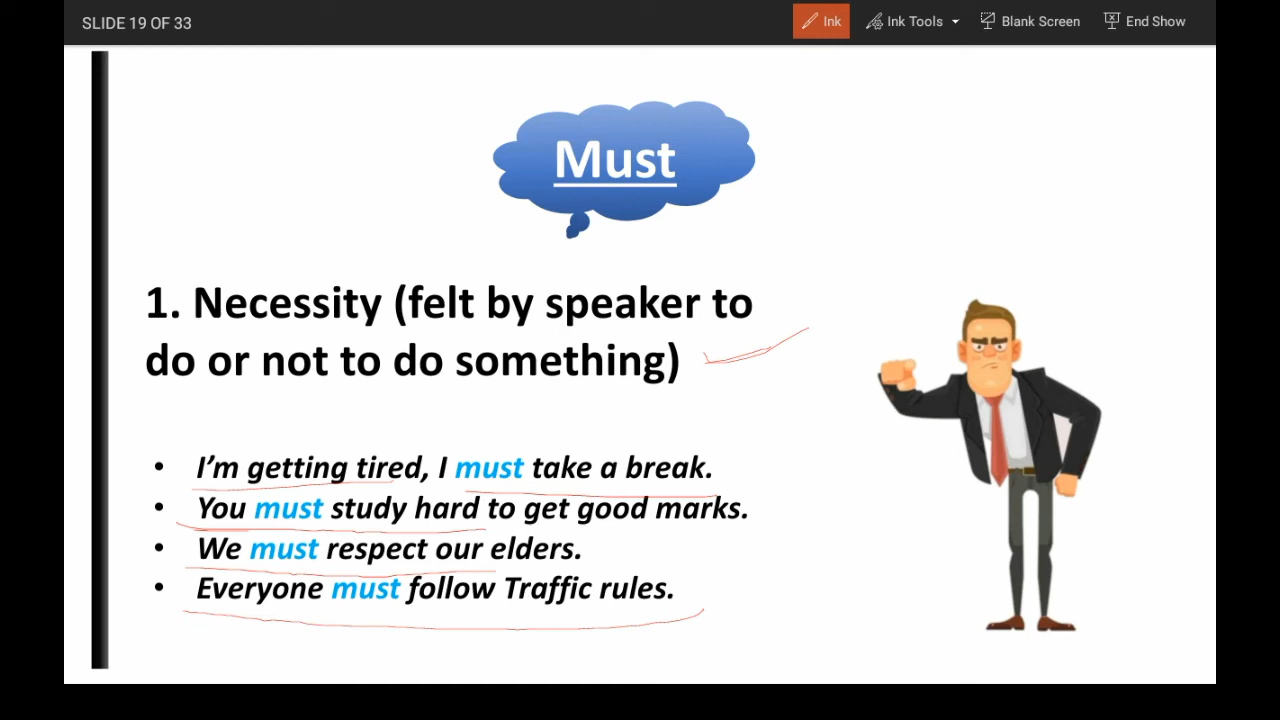 SLIDE 19 OF 33
Ink
Ink Tools
Blank Screen
End Show
Must
1. Necessity (felt by speaker to
do or not to do something)
• I’m getting tired, I must take a break.
• You must study hard to get good marks.
• We must respect our elders.
• Everyone must follow Traffic rules.